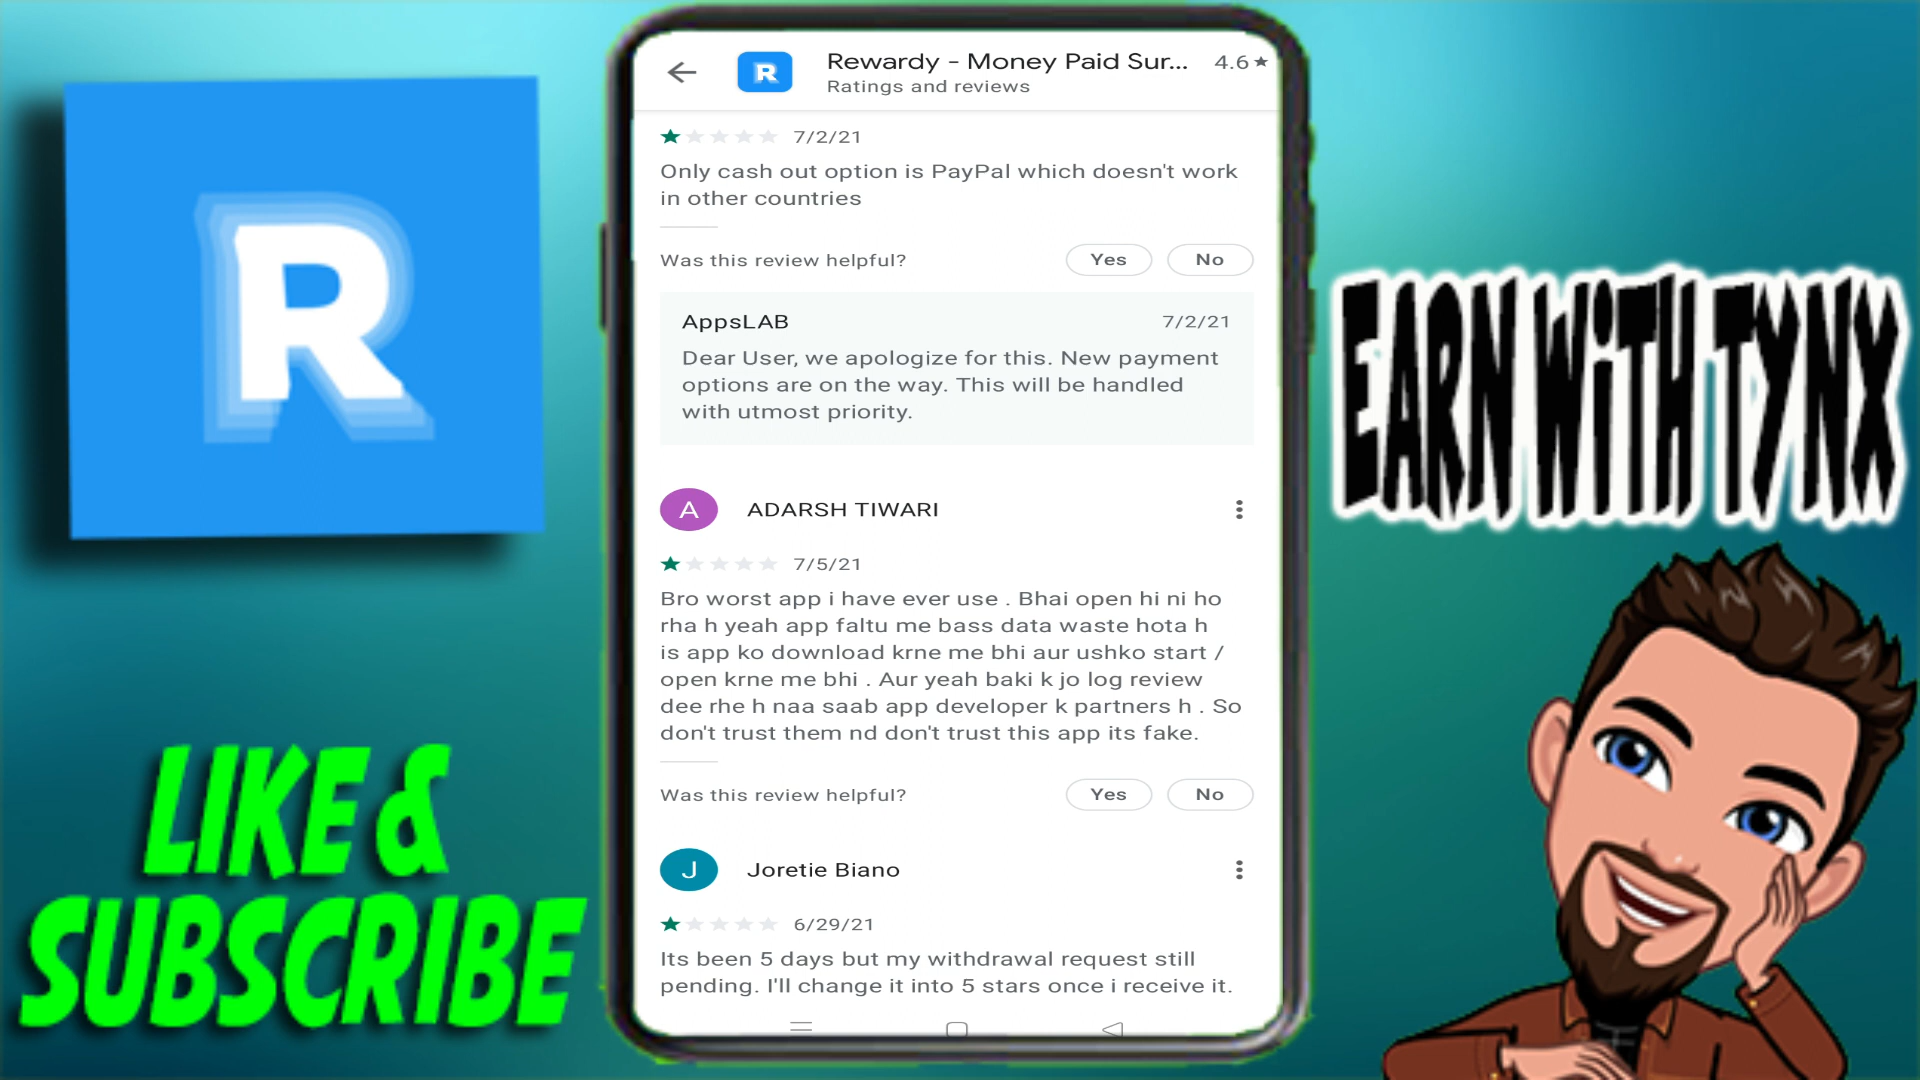 R
R
Rewardy - Money Paid Sur...
4.6★
Ratings and reviews
7/2/21
Only cash out option is PayPal which doesn't work
in other countries
Was this review helpful?
Yes
No
AppsLAB
7/2/21
Dear User, we apologize for this. New payment
options are on the way. This will be handled
with utmost priority.
A
ADARSH TIWARI
7/5/21
Bro worst app i have ever use . Bhai open hi ni ho
rha h yeah app faltu me bass data waste hota h
is app ko download krne me bhi aur ushko start /
open krne me bhi . Aur yeah baki k jo log review
dee rhe h naa saab app developer k partners h . So
don't trust them nd don't trust this app its fake.
Was this review helpful?
Yes
No
J
Joretie Biano
6/29/21
Its been 5 days but my withdrawal request still
pending. I'll change it into 5 stars once i receive it.
LIKE &
SUBSCRIBE
EARN WiTH TYNX